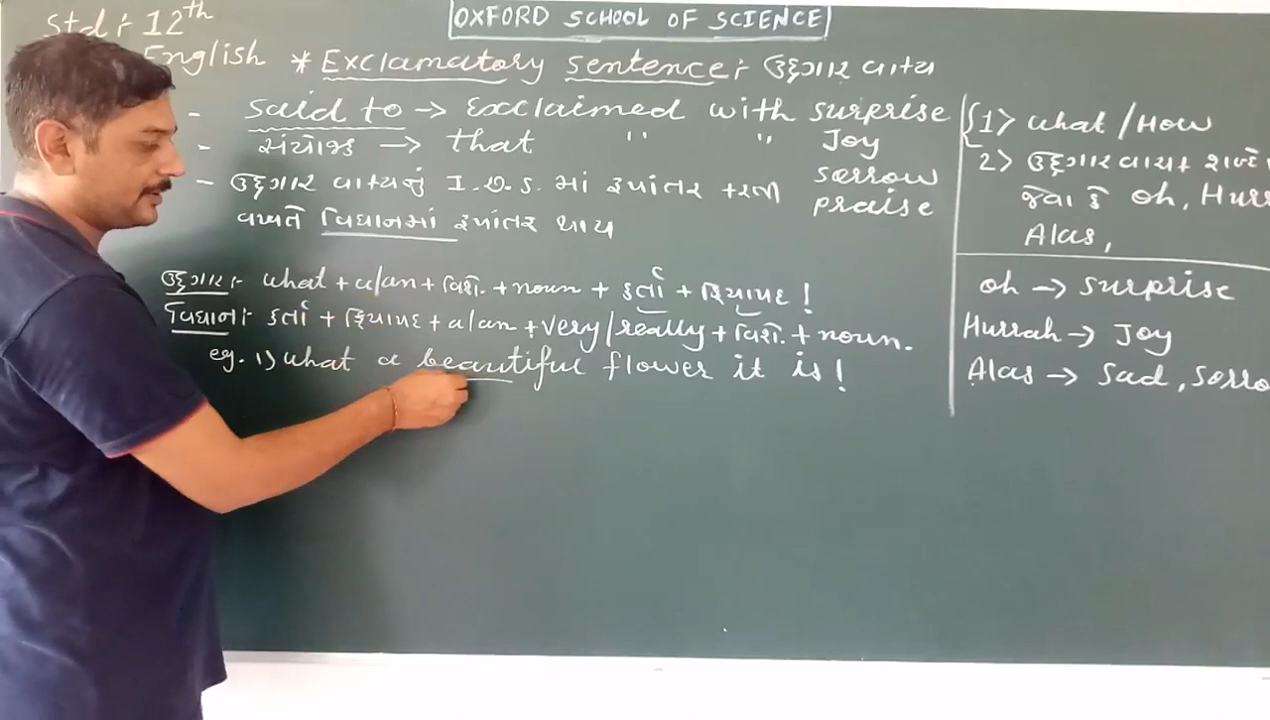 OXFORD SCHOOL OF SCIENCE
Std :- 12th
English * Exclamatory sentence :- ઉદ્ગાર વાક્ય
- said to → Exclaimed with surprise
- સંયોજક → that " " Joy
sorrow
- ઉદ્ગાર વાક્યનું I.D.S. માં રૂપાંતર કરતી
praise
વખતે વિધાનમાં રૂપાંતર થાય
ઉદ્ગાર :- what + a/an + વિશે. + noun + કર્તા + ક્રિયાપદ !
વિધાન :- કર્તા + ક્રિયાપદ + a/an + very/really + વિશે. + noun.
eg. 1) what a beautiful flower it is !
1> what / How
2> ઉદ્ગાર વાચક શબ્દો
જેવા કે oh, Hurr
Alas,
oh → surprise
Hurrah → Joy
Alas → sad, sorro